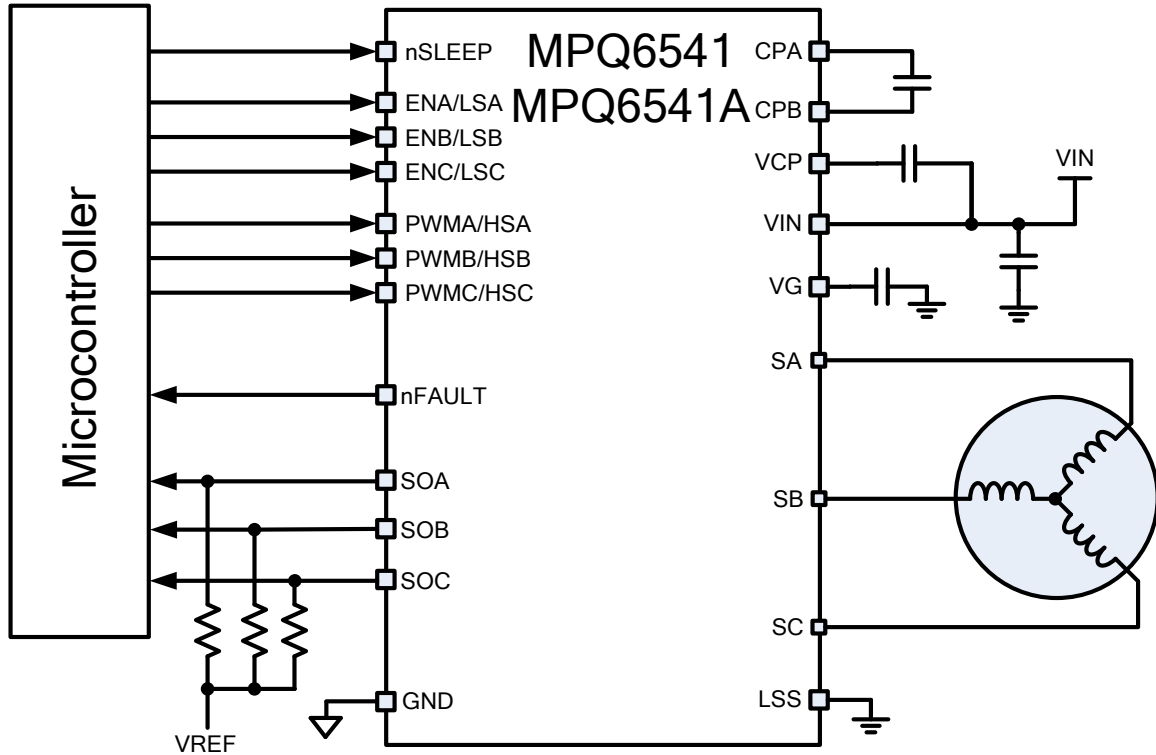 Microcontroller
MPQ6541
MPQ6541A
nSLEEP
ENA/LSA
ENB/LSB
ENC/LSC
PWMA/HSA
PWMB/HSB
PWMC/HSC
nFAULT
SOA
SOB
SOC
GND
VREF
CPA
CPB
VCP
VIN
VIN
VG
SA
SB
SC
LSS